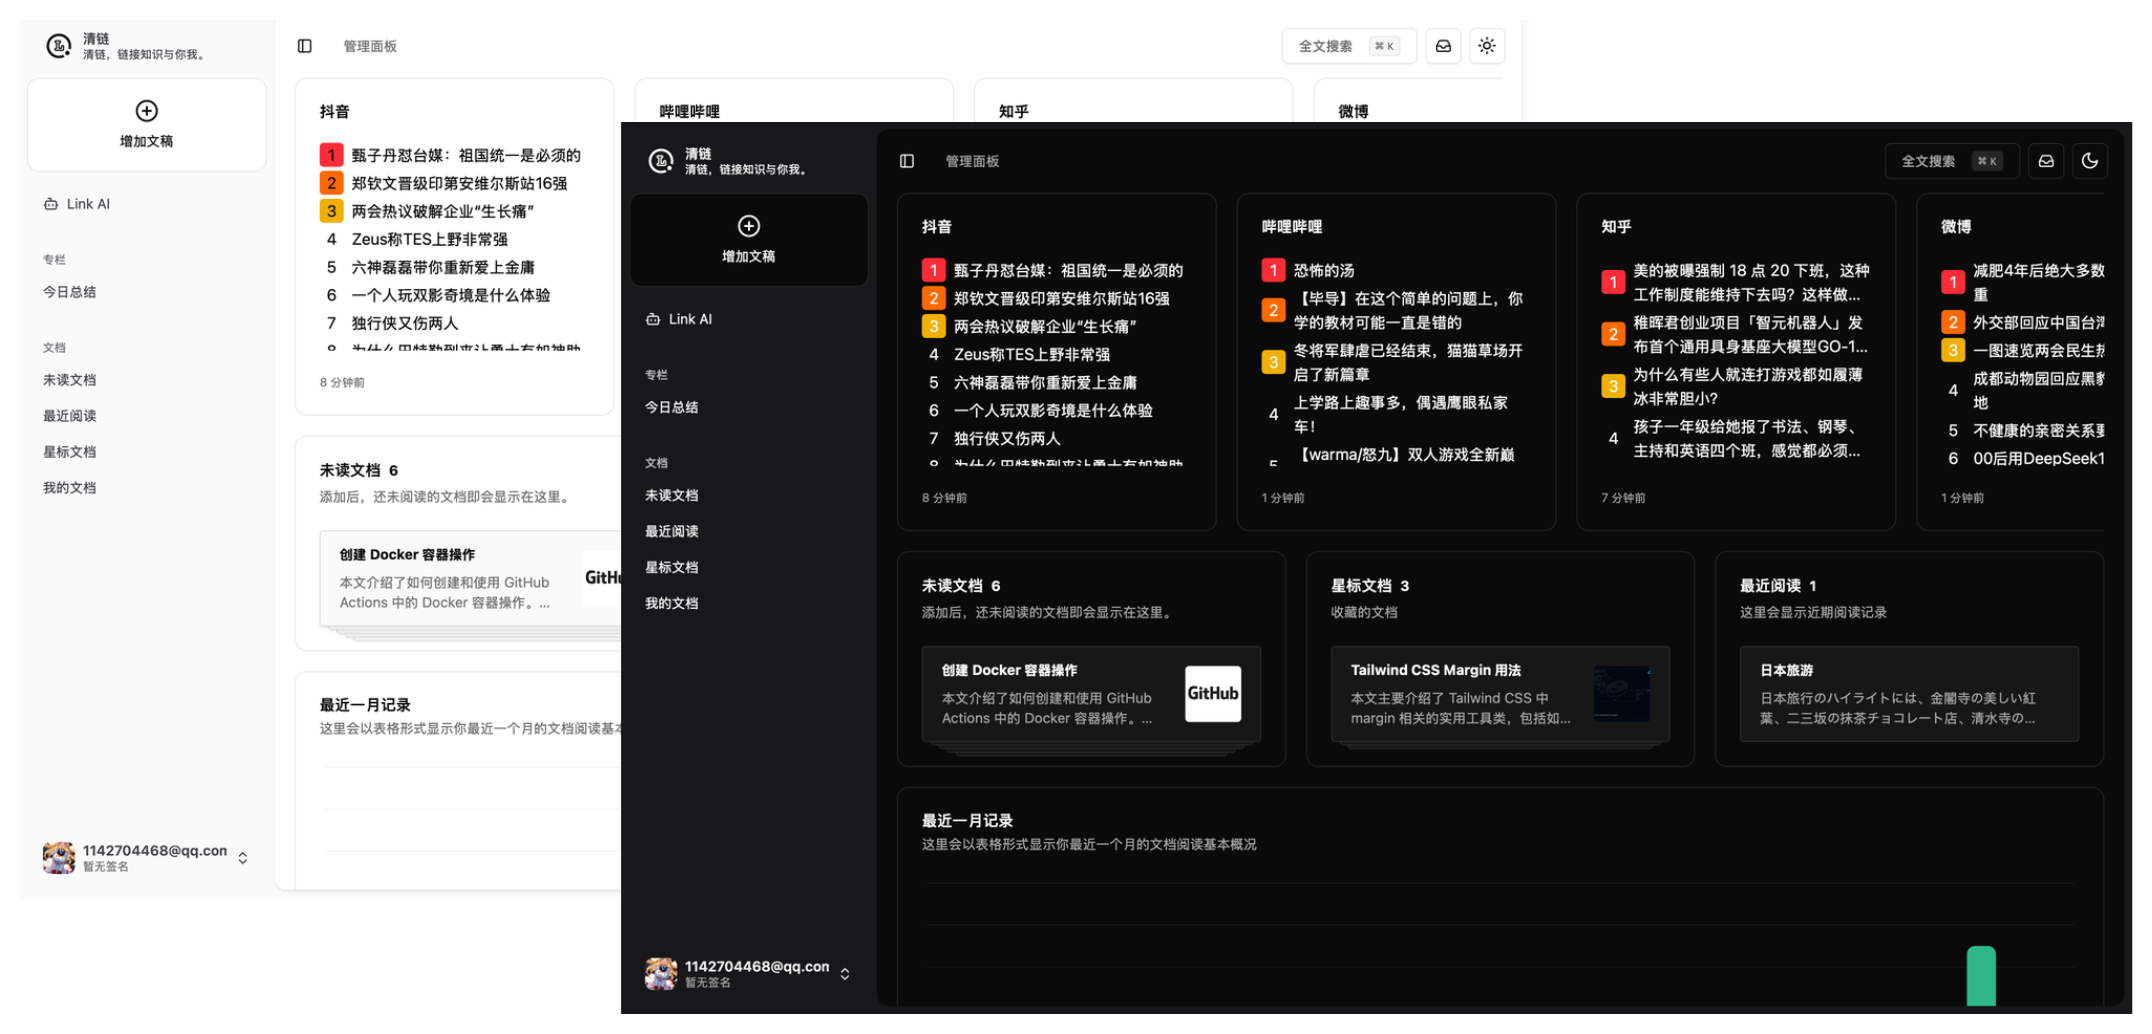 清链
清链，链接知识与你我。
增加文稿
Link AI
专栏
今日总结
文档
未读文档
最近阅读
星标文档
我的文档
1142704468@qq.con
暂无签名
管理面板
全文搜索 ⌘ K
抖音
1 甄子丹怼台媒：祖国统一是必须的
2 郑钦文晋级印第安维尔斯站16强
3 两会热议破解企业“生长痛”
4 Zeus称TES上野非常强
5 六神磊磊带你重新爱上金庸
6 一个人玩双影奇境是什么体验
7 独行侠又伤两人
8 分钟前
哔哩哔哩
知乎
微博
未读文档 6
添加后，还未阅读的文档即会显示在这里。
创建 Docker 容器操作
本文介绍了如何创建和使用 GitHub
Actions 中的 Docker 容器操作。...
最近一月记录
这里会以表格形式显示你最近一个月的文档阅读基
清链
清链，链接知识与你我。
增加文稿
Link AI
专栏
今日总结
文档
未读文档
最近阅读
星标文档
我的文档
1142704468@qq.con
暂无签名
管理面板
全文搜索 ⌘ K
抖音
1 甄子丹怼台媒：祖国统一是必须的
2 郑钦文晋级印第安维尔斯站16强
3 两会热议破解企业“生长痛”
4 Zeus称TES上野非常强
5 六神磊磊带你重新爱上金庸
6 一个人玩双影奇境是什么体验
7 独行侠又伤两人
8 分钟前
哔哩哔哩
1 恐怖的汤
2 【毕导】在这个简单的问题上，你
学的教材可能一直是错的
3 冬将军肆虐已经结束，猫猫草场开
启了新篇章
4 上学路上趣事多，偶遇鹰眼私家
车！
【warma/怒九】双人游戏全新巅
1 分钟前
知乎
1 美的被曝强制 18 点 20 下班，这种
工作制度能维持下去吗？这样做...
2 稚晖君创业项目「智元机器人」发
布首个通用具身基座大模型GO-1...
3 为什么有些人就连打游戏都如履薄
冰非常胆小？
4 孩子一年级给她报了书法、钢琴、
主持和英语四个班，感觉都必须...
7 分钟前
微博
1 减肥4年后绝大多数
重
2 外交部回应中国台
3 一图速览两会民生
4 成都动物园回应黑
地
5 不健康的亲密关系
6 00后用DeepSeek1
1 分钟前
未读文档 6
添加后，还未阅读的文档即会显示在这里。
创建 Docker 容器操作
本文介绍了如何创建和使用 GitHub
Actions 中的 Docker 容器操作。...
GitHub
星标文档 3
收藏的文档
Tailwind CSS Margin 用法
本文主要介绍了 Tailwind CSS 中
margin 相关的实用工具类，包括如...
最近阅读 1
这里会显示近期阅读记录
日本旅游
日本旅行のハイライトには、金閣寺の美しい紅
葉、二三坂の抹茶チョコレート店、清水寺の...
最近一月记录
这里会以表格形式显示你最近一个月的文档阅读基本概况